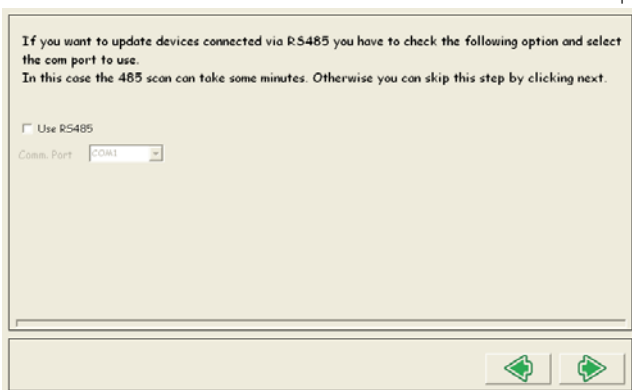 If you want to update devices connected via RS485 you have to check the following option and select
the com port to use.
In this case the 485 scan can take some minutes. Otherwise you can skip this step by clicking next.
Use RS485
Comm. Port COM1